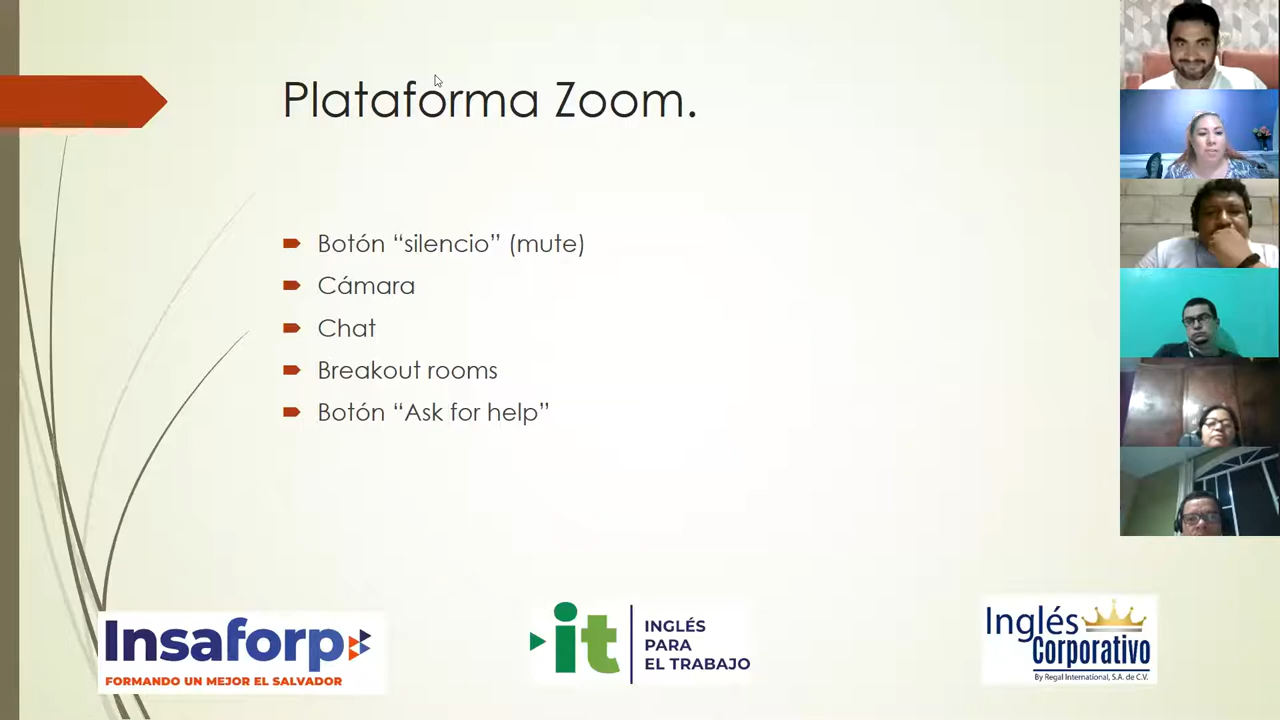 Plataforma Zoom.
Botón “silencio” (mute)
Cámara
Chat
Breakout rooms
Botón “Ask for help”
Insaforp
FORMANDO UN MEJOR EL SALVADOR
it
INGLÉS
PARA
EL TRABAJO
Inglés
Corporativo
By Regal International, S.A. de C.V.